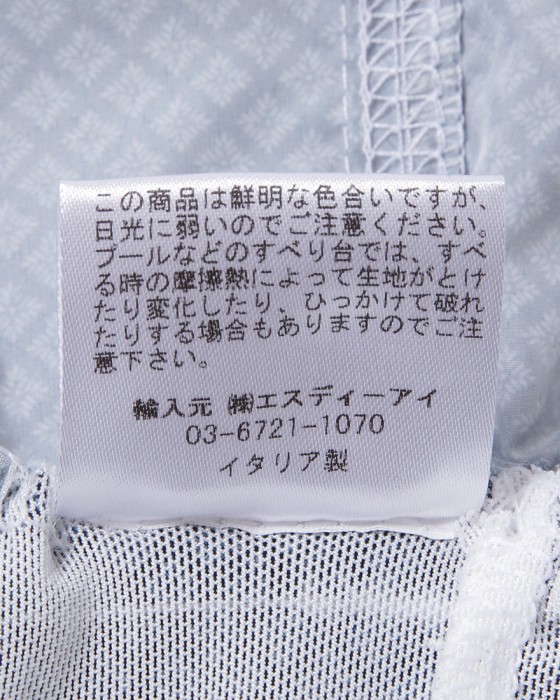 この商品は鮮明な色合いですが、
日光に弱いのでご注意ください。
プールなどのすべり台では、すべ
る時の摩擦熱によって生地がとけ
たり変化したり、ひっかけて破れ
たりする場合もありますのでご注
意下さい。
輸入元 ㈱エスディーアイ
03-6721-1070
イタリア製